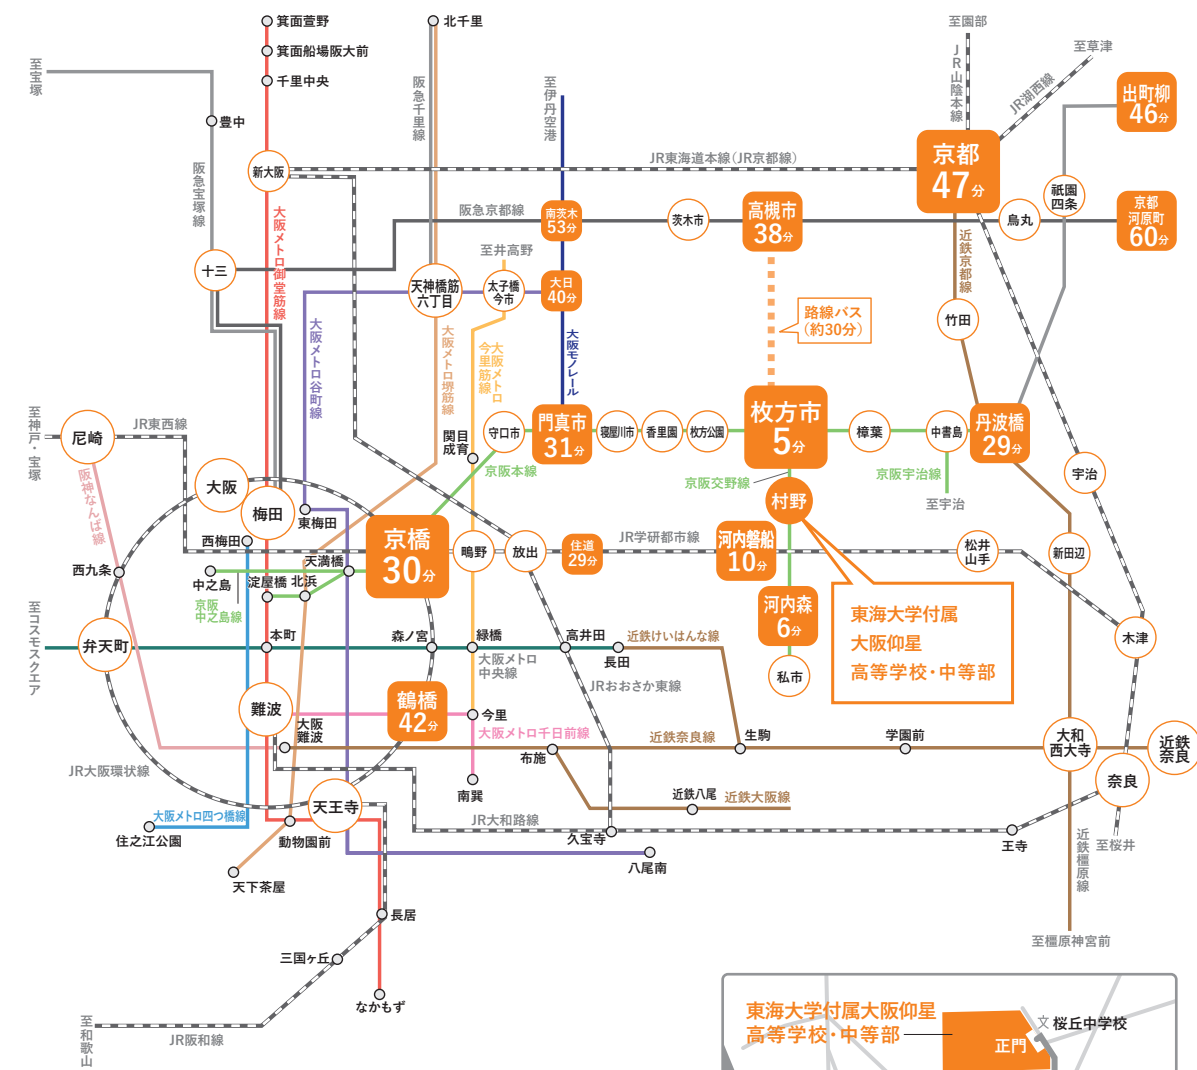 箕面萱野
箕面船場阪大前
千里中央
北千里
至園部
至草津
至宝塚
豊中
阪急千里線
至伊丹空港
JR山陰本線
JR湖西線
出町柳
46分
阪急宝塚線
新大阪
JR東海道本線(JR京都線)
京都
47分
祇園
四条
大阪メトロ御堂筋線
阪急京都線
南茨木
53分
茨木市
高槻市
38分
近鉄京都線
烏丸
京都
河原町
60分
至井高野
十三
天神橋筋
六丁目
太子橋
今市
大日
40分
路線バス
(約30分)
竹田
大阪メトロ谷町線
大阪メトロ堺筋線
大阪メトロ
今里筋線
大阪モノレール
至神戸・宝塚
尼崎
JR東西線
関目
成育
守口市
門真市
31分
寝屋川市
香里園
枚方公園
枚方市
5分
樟葉
中書島
丹波橋
29分
京阪本線
京阪交野線
京阪宇治線
至宇治
宇治
阪神なんば線
大阪
梅田
東梅田
西梅田
京橋
30分
鴫野
放出
住道
29分
JR学研都市線
村野
河内磐船
10分
松井
山手
新田辺
西九条
中之島
淀屋橋
北浜
天満橋
京阪
中之島線
河内森
6分
東海大学付属
大阪仰星
高等学校・中等部
至コスモスクエア
弁天町
本町
森ノ宮
緑橋
高井田
長田
近鉄けいはんな線
大阪メトロ
中央線
JRおおさか東線
私市
木津
難波
大阪
難波
鶴橋
42分
今里
大阪メトロ千日前線
布施
近鉄奈良線
生駒
学園前
大和
西大寺
近鉄
奈良
奈良
JR大阪環状線
南巽
近鉄八尾
近鉄大阪線
大阪メトロ四つ橋線
住之江公園
天王寺
動物園前
JR大和路線
久宝寺
王寺
至桜井
近鉄橿原線
天下茶屋
八尾南
長居
至橿原神宮前
三国ヶ丘
なかもず
至和歌山
JR阪和線
東海大学付属大阪仰星
高等学校・中等部
文 桜丘中学校
正門